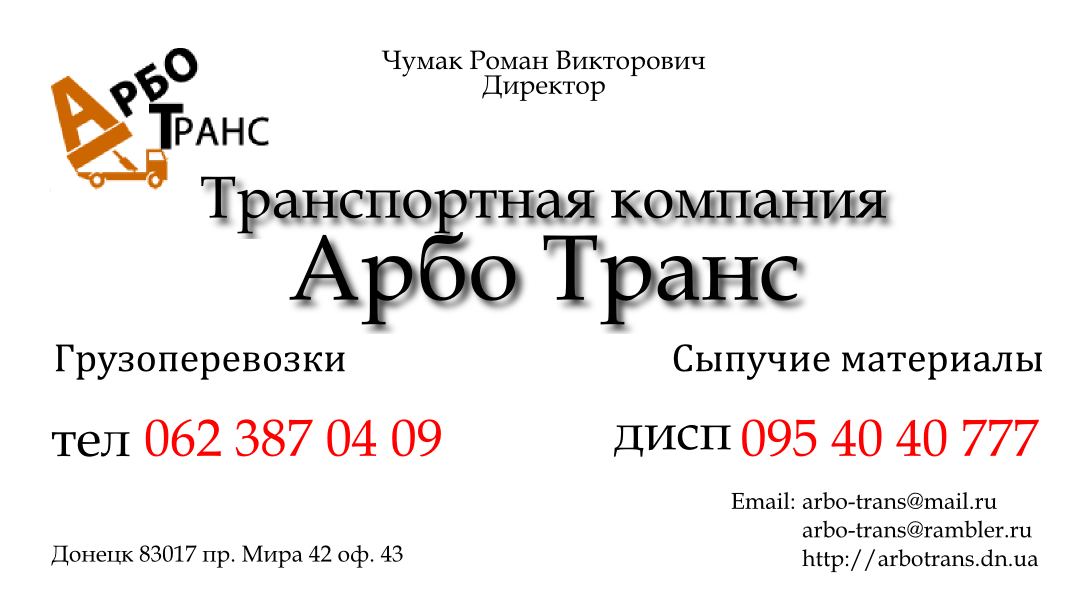 Арбо
Транс
Чумак Роман Викторович
Директор
Транспортная компания
Арбо Транс
Грузоперевозки
Сыпучие материалы
тел 062 387 04 09
дисп 095 40 40 777
Email: arbo-trans@mail.ru
arbo-trans@rambler.ru
http://arbotrans.dn.ua
Донецк 83017 пр. Мира 42 оф. 43